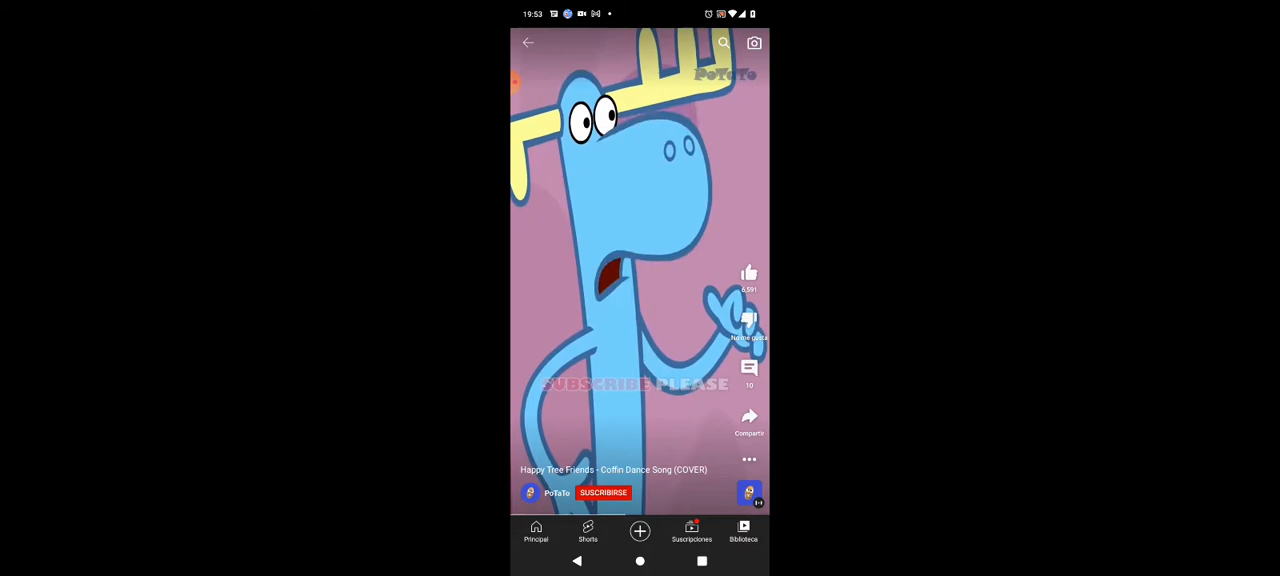 19:53
PoTaTo
6,591
No me gusta
SUBSCRIBE PLEASE
10
Compartir
Happy Tree Friends - Coffin Dance Song (COVER)
PoTaTo SUSCRIBIRSE
Principal Shorts Suscripciones Biblioteca